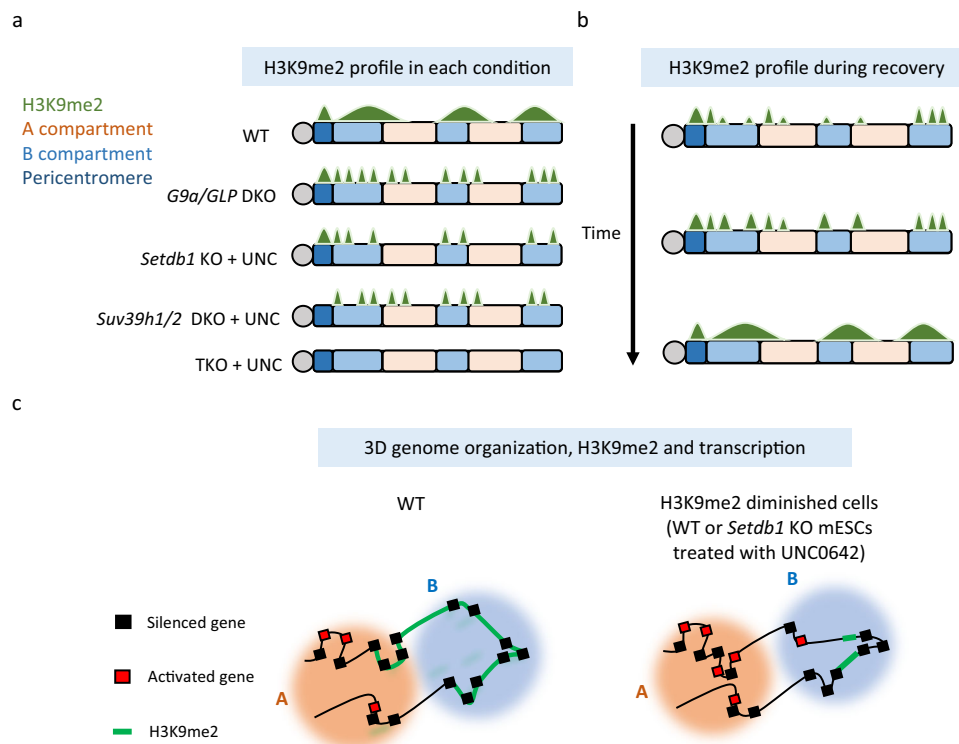 a
H3K9me2 profile in each condition
H3K9me2
A compartment
B compartment
Pericentromere
WT
G9a/GLP DKO
Setdb1 KO + UNC
Suv39h1/2 DKO + UNC
TKO + UNC
b
H3K9me2 profile during recovery
Time
c
3D genome organization, H3K9me2 and transcription
WT
H3K9me2 diminished cells
(WT or Setdb1 KO mESCs
treated with UNC0642)
B
B
Silenced gene
Activated gene
H3K9me2
A
A